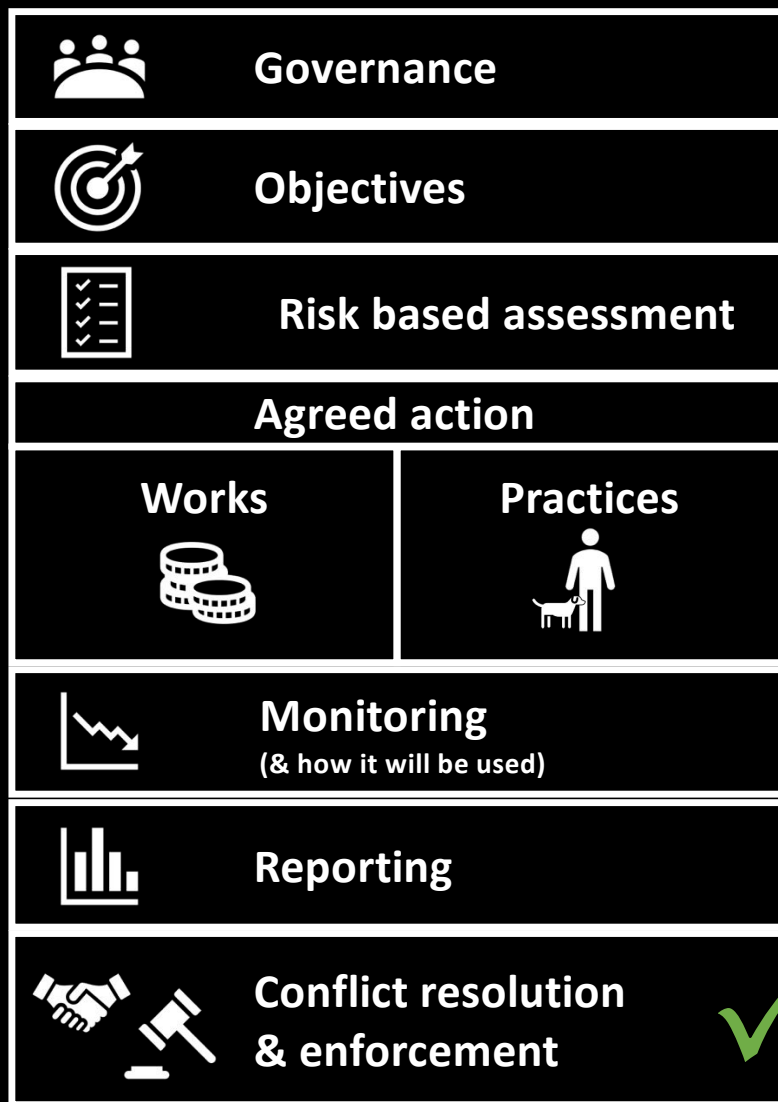 Governance
Objectives
Risk based assessment
Agreed action
Works
Practices
Monitoring
(& how it will be used)
Reporting
Conflict resolution
& enforcement